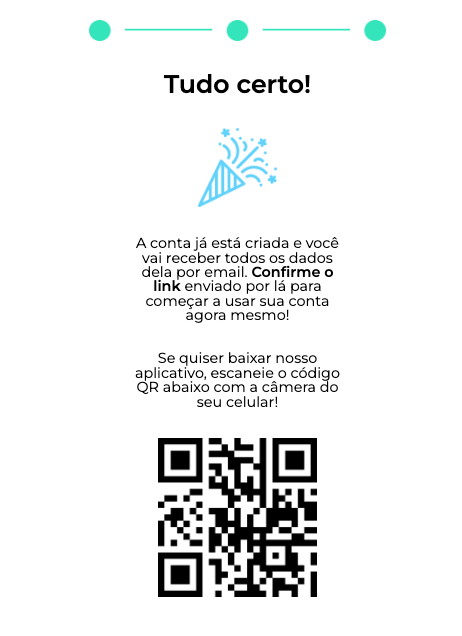 Tudo certo!
A conta já está criada e você
vai receber todos os dados
dela por email. Confirme o
link enviado por lá para
começar a usar sua conta
agora mesmo!
Se quiser baixar nosso
aplicativo, escaneie o código
QR abaixo com a câmera do
seu celular!